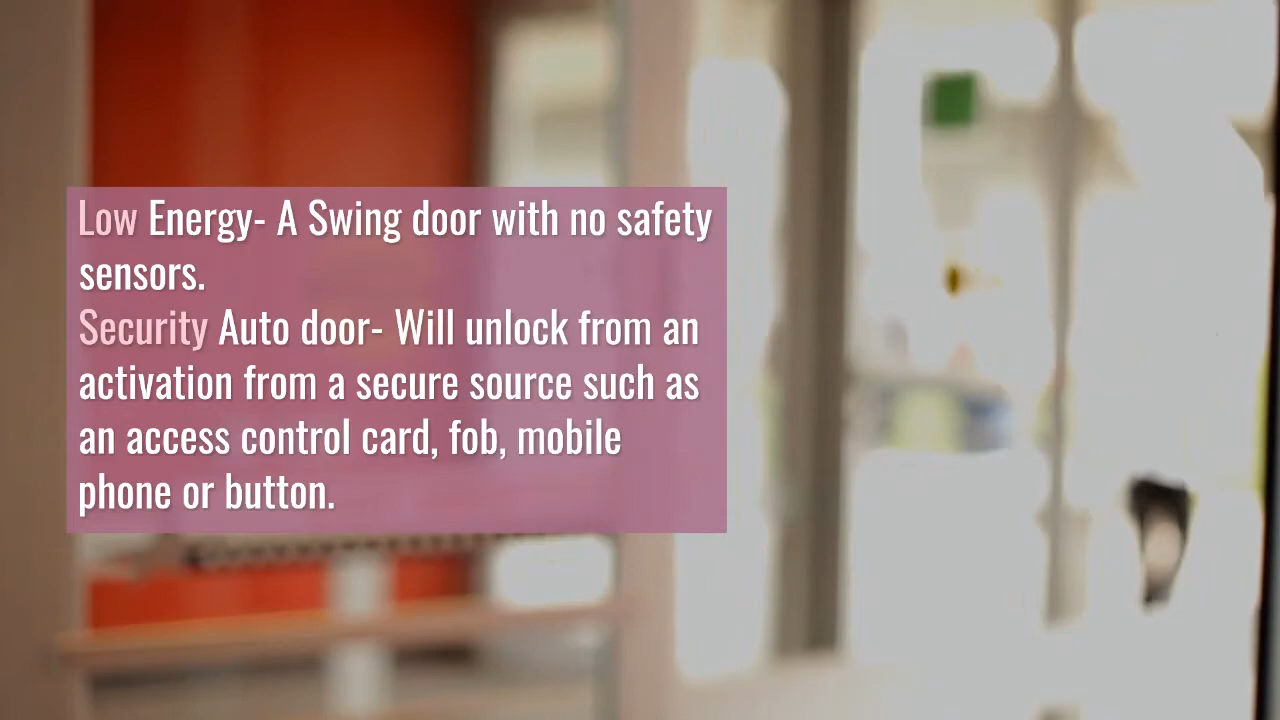 Low Energy- A Swing door with no safety
sensors.
Security Auto door- Will unlock from an
activation from a secure source such as
an access control card, fob, mobile
phone or button.